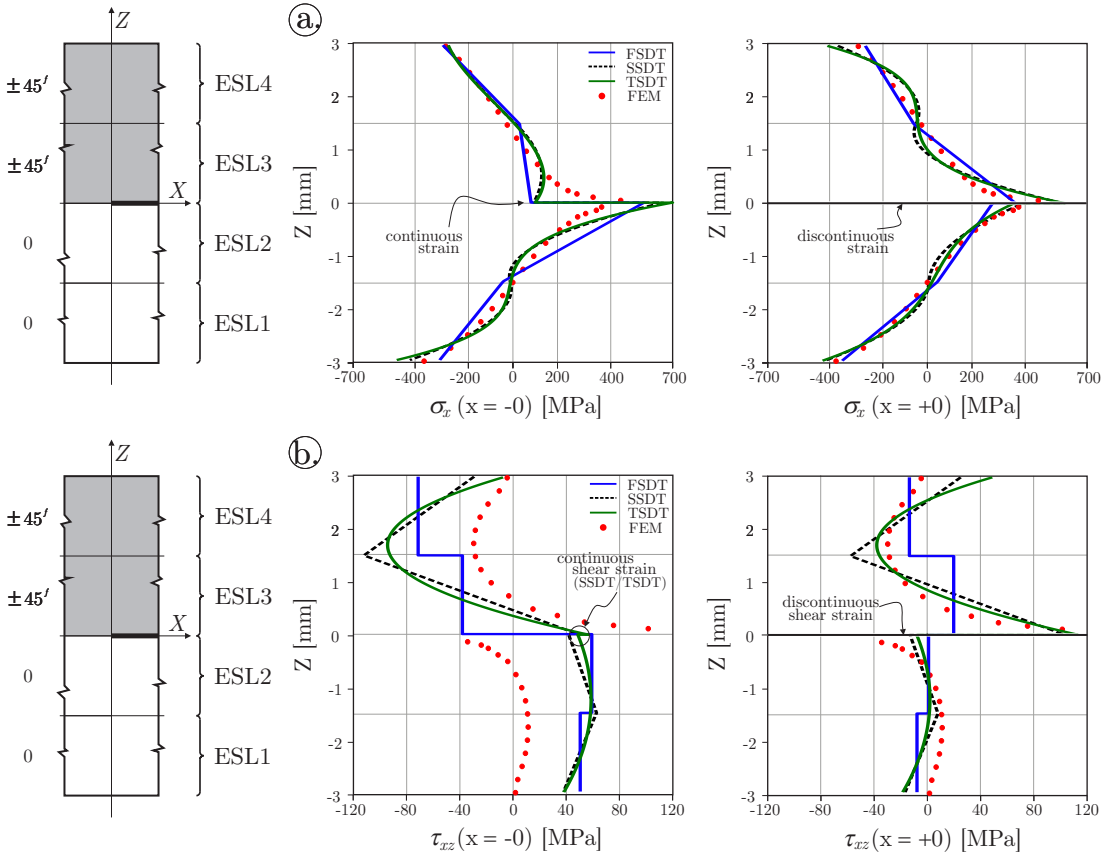 a.
Z
±45′
±45′
0
0
X
ESL4
ESL3
ESL2
ESL1
Z [mm]
3
2
1
0
-1
-2
-3
FSDT
SSDT
TSDT
FEM
continuous
strain
-700
-400
-200
0
200
400
700
σx (x = -0) [MPa]
Z [mm]
3
2
1
0
-1
-2
-3
discontinuous
strain
-700
-400
-200
0
200
400
700
σx (x = +0) [MPa]
b.
Z
±45′
±45′
0
0
X
ESL4
ESL3
ESL2
ESL1
Z [mm]
3
2
1
0
-1
-2
-3
FSDT
SSDT
TSDT
FEM
continuous
shear strain
(SSDT/TSDT)
-120
-80
-40
0
40
80
120
τxz(x = -0) [MPa]
Z [mm]
3
2
1
0
-1
-2
-3
discontinuous
shear strain
-120
-80
-40
0
40
80
120
τxz(x = +0) [MPa]